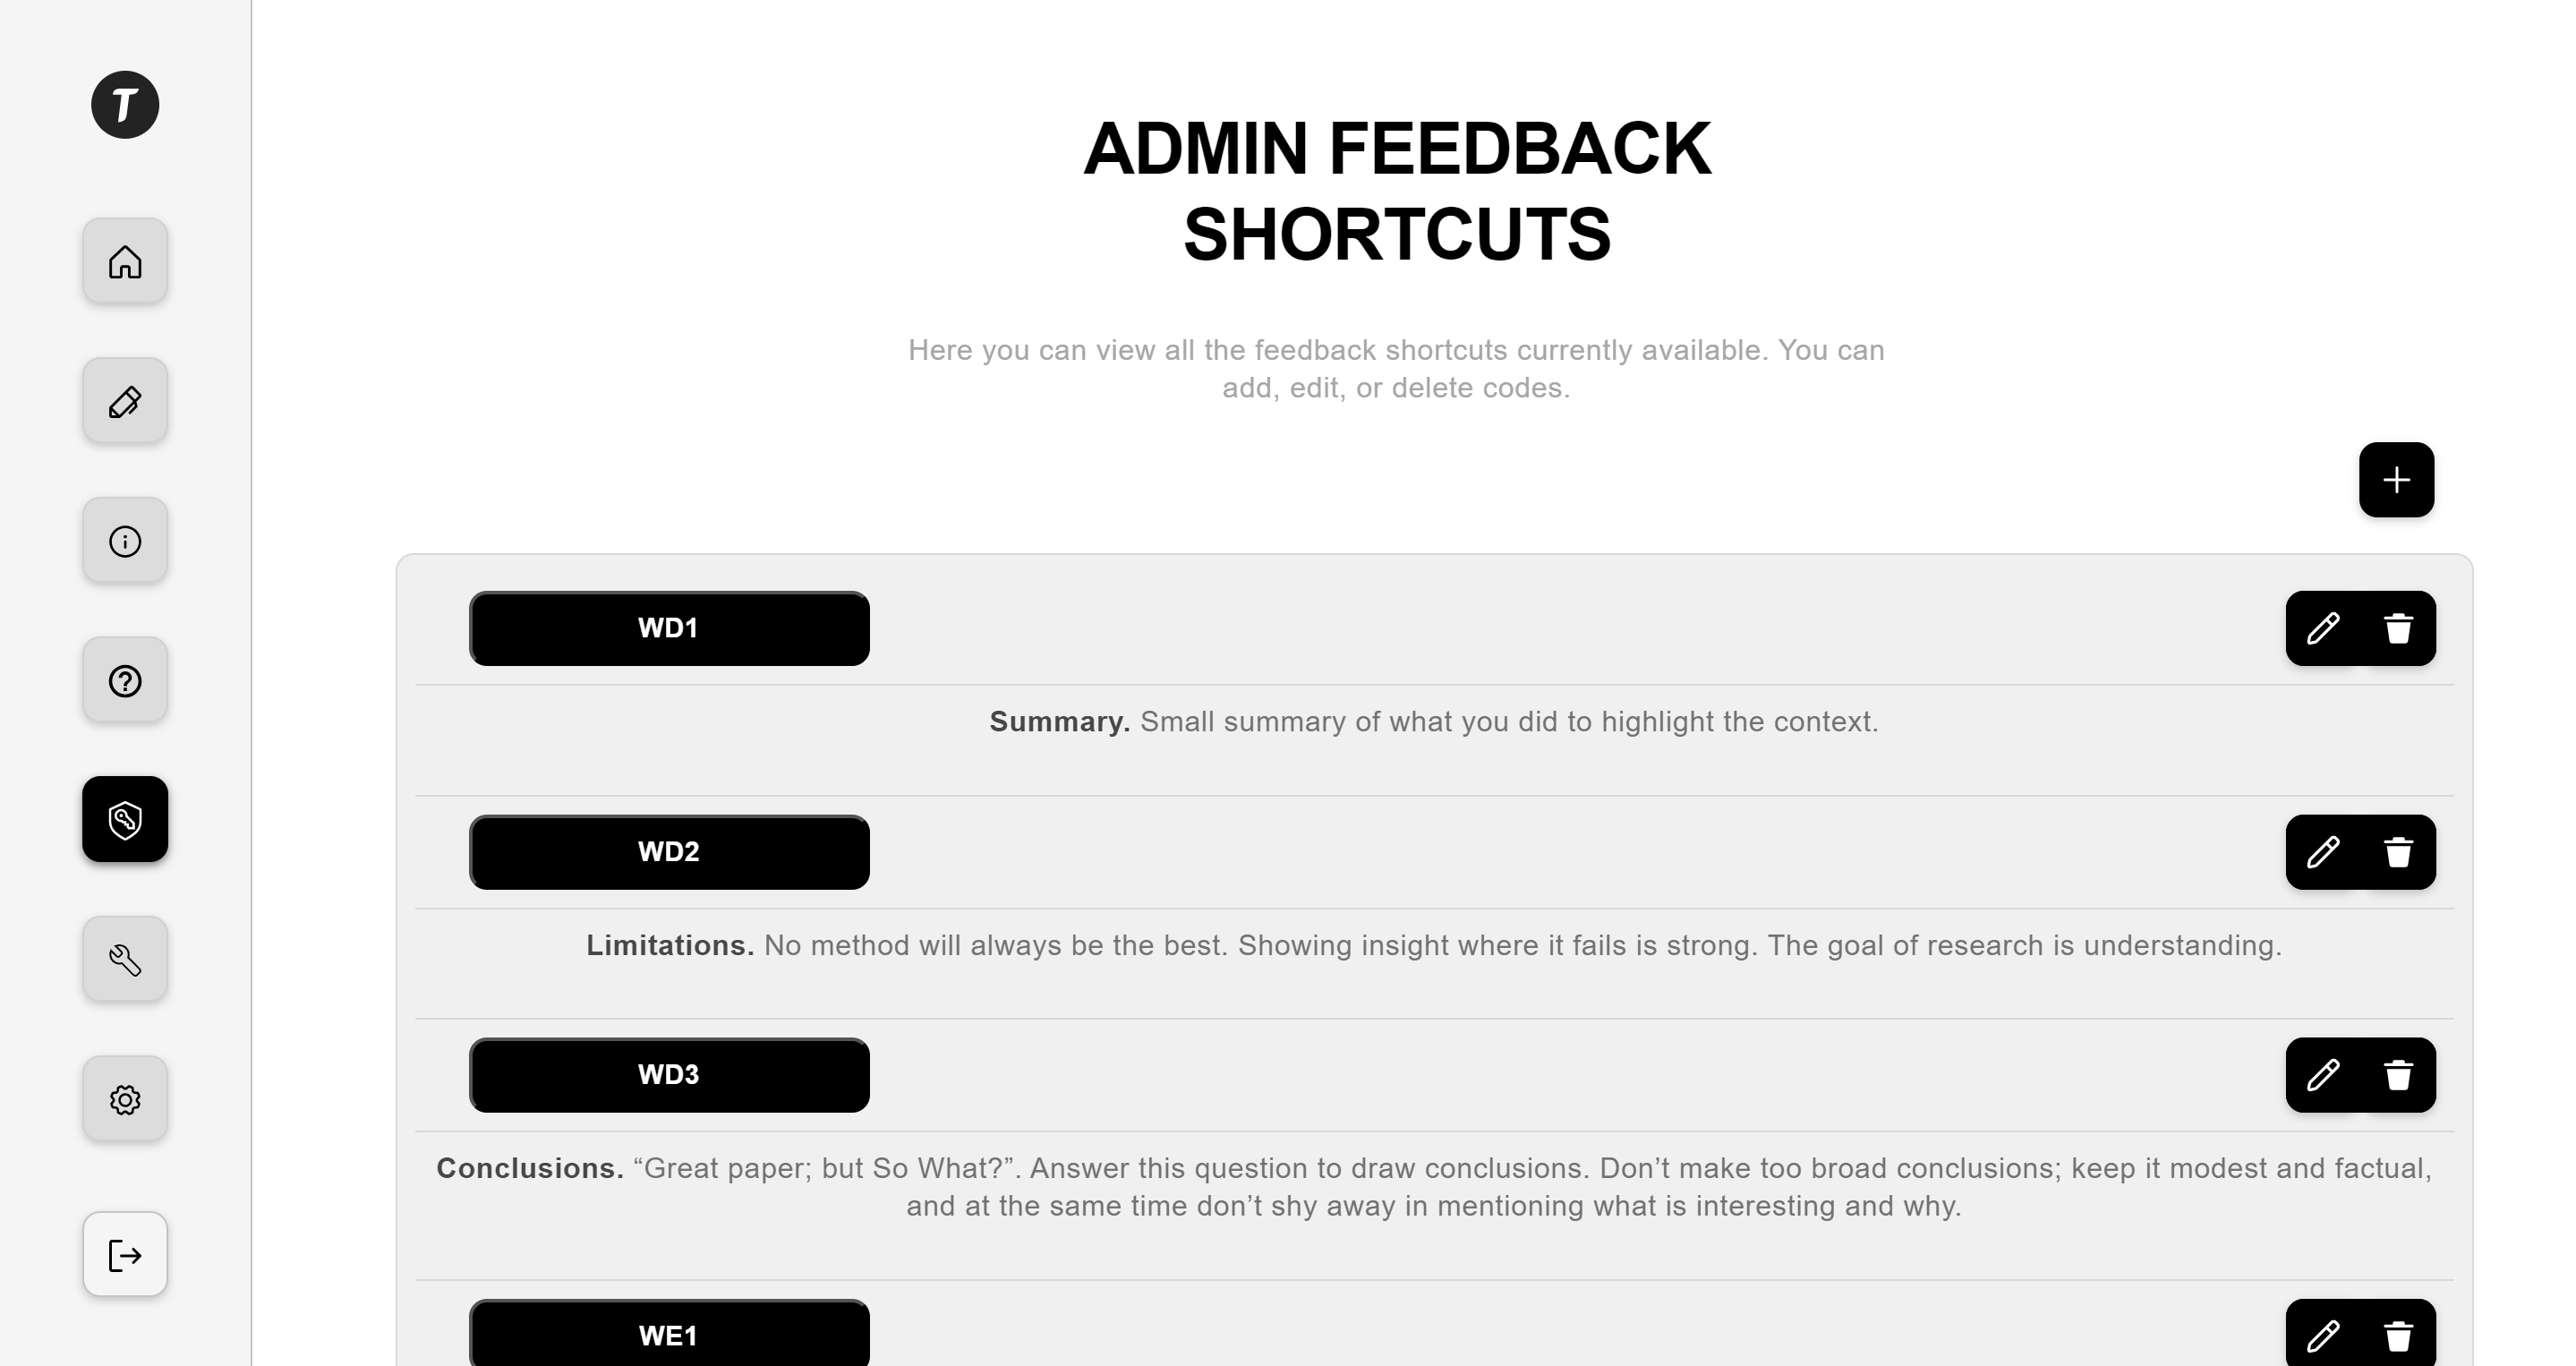 T
ADMIN FEEDBACK
SHORTCUTS
Here you can view all the feedback shortcuts currently available. You can
add, edit, or delete codes.
WD1
Summary. Small summary of what you did to highlight the context.
WD2
Limitations. No method will always be the best. Showing insight where it fails is strong. The goal of research is understanding.
WD3
Conclusions. “Great paper; but So What?”. Answer this question to draw conclusions. Don’t make too broad conclusions; keep it modest and factual,
and at the same time don’t shy away in mentioning what is interesting and why.
WE1